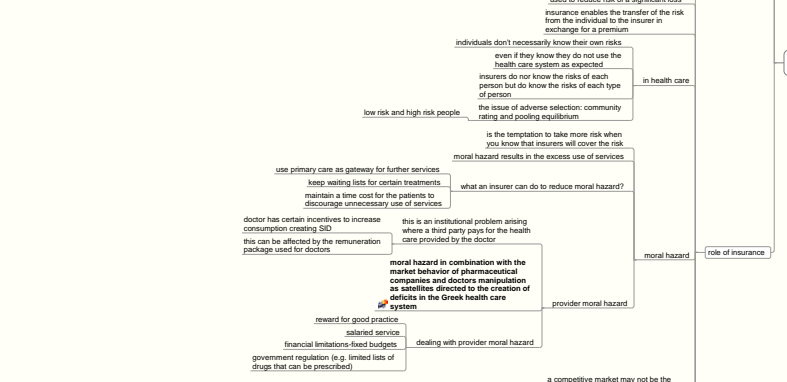 used to reduce risk of a significant loss
insurance enables the transfer of the risk
from the individual to the insurer in
exchange for a premium
individuals don't necessarily know their own risks
even if they know they do not use the
health care system as expected
in health care
insurers do nor know the risks of each
person but do know the risks of each type
of person
the issue of adverse selection: community
rating and pooling equilibrium
low risk and high risk people
is the temptation to take more risk when
you know that insurers will cover the risk
moral hazard results in the excess use of services
use primary care as gateway for further services
keep waiting lists for certain treatments
maintain a time cost for the patients to
discourage unnecessary use of services
what an insurer can do to reduce moral hazard?
doctor has certain incentives to increase
consumption creating SID
this can be affected by the remuneration
package used for doctors
this is an institutional problem arising
where a third party pays for the health
care provided by the doctor
moral hazard
role of insurance
moral hazard in combination with the
market behavior of pharmaceutical
companies and doctors manipulation
as satellites directed to the creation of
deficits in the Greek health care
system
provider moral hazard
reward for good practice
salaried service
financial limitations-fixed budgets
government regulation (e.g. limited lists of
drugs that can be prescribed)
dealing with provider moral hazard
a competitive market may not be the